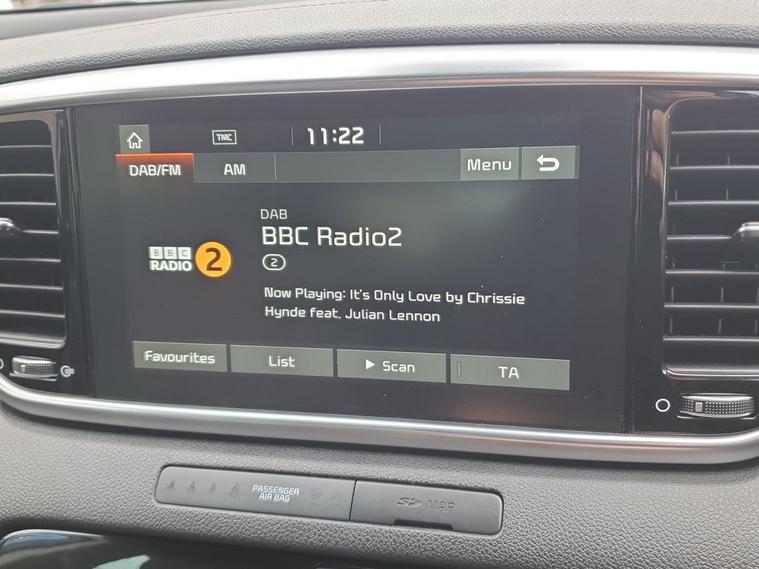 TMC
11:22
DAB/FM
AM
Menu
DAB
BBC Radio2
BBC
RADIO 2
2
Now Playing: It's Only Love by Chrissie
Hynde feat. Julian Lennon
Favourites
List
Scan
TA
PASSENGER
AIR BAG
SD MAP